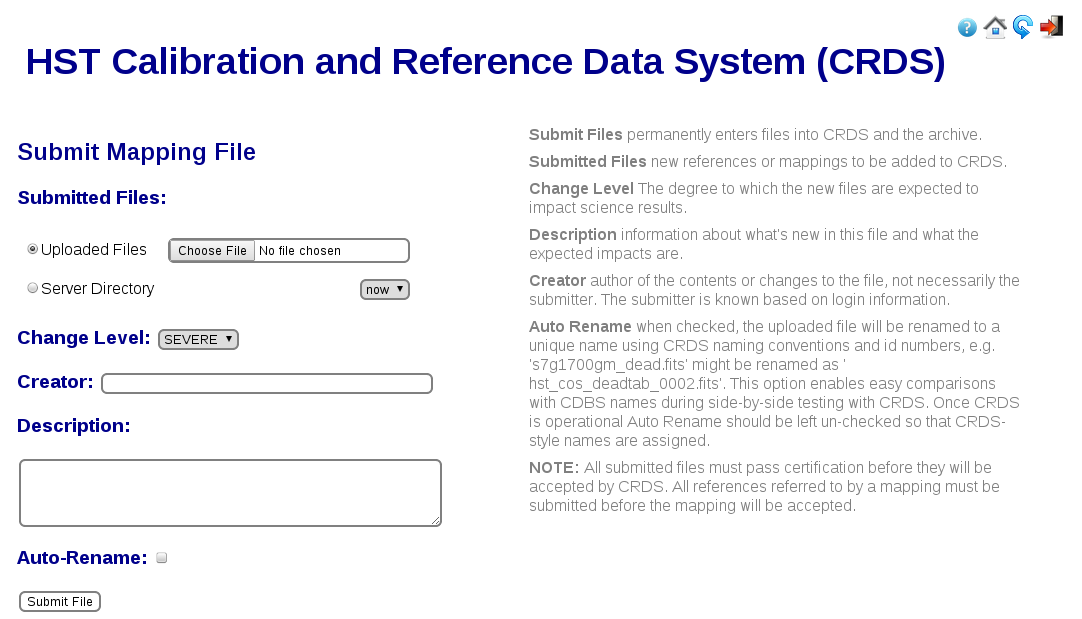 HST Calibration and Reference Data System (CRDS)
Submit Mapping File
Submitted Files:
Uploaded Files Choose File No file chosen
Server Directory now
Change Level: SEVERE
Creator:
Description:
Auto-Rename:
Submit File
Submit Files permanently enters files into CRDS and the archive.
Submitted Files new references or mappings to be added to CRDS.
Change Level The degree to which the new files are expected to
impact science results.
Description information about what's new in this file and what the
expected impacts are.
Creator author of the contents or changes to the file, not necessarily the
submitter. The submitter is known based on login information.
Auto Rename when checked, the uploaded file will be renamed to a
unique name using CRDS naming conventions and id numbers, e.g.
's7g1700gm_dead.fits' might be renamed as '
hst_cos_deadtab_0002.fits'. This option enables easy comparisons
with CDBS names during side-by-side testing with CRDS. Once CRDS
is operational Auto Rename should be left un-checked so that CRDS-
style names are assigned.
NOTE: All submitted files must pass certification before they will be
accepted by CRDS. All references referred to by a mapping must be
submitted before the mapping will be accepted.